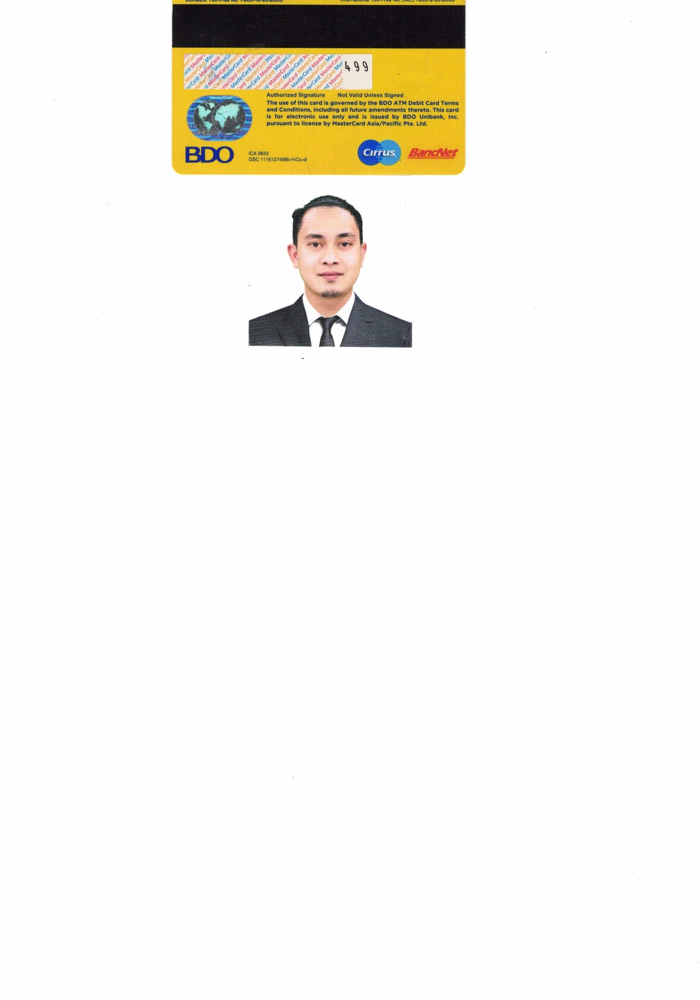 Domestic Toll-Free No. 1-800-10-6318000 International Toll-Free No. (IAC) +800-8-6318000
499
Authorized Signature Not Valid Unless Signed
The use of this card is governed by the BDO ATM Debit Card Terms
and Conditions, including all future amendments thereto. This card
is for electronic use only and is issued by BDO Unibank, Inc.
pursuant to license by MasterCard Asia/Pacific Pte. Ltd.
BDO
ICA 9833
GSC 1116127498b-HiCo-di
Cirrus
BancNet